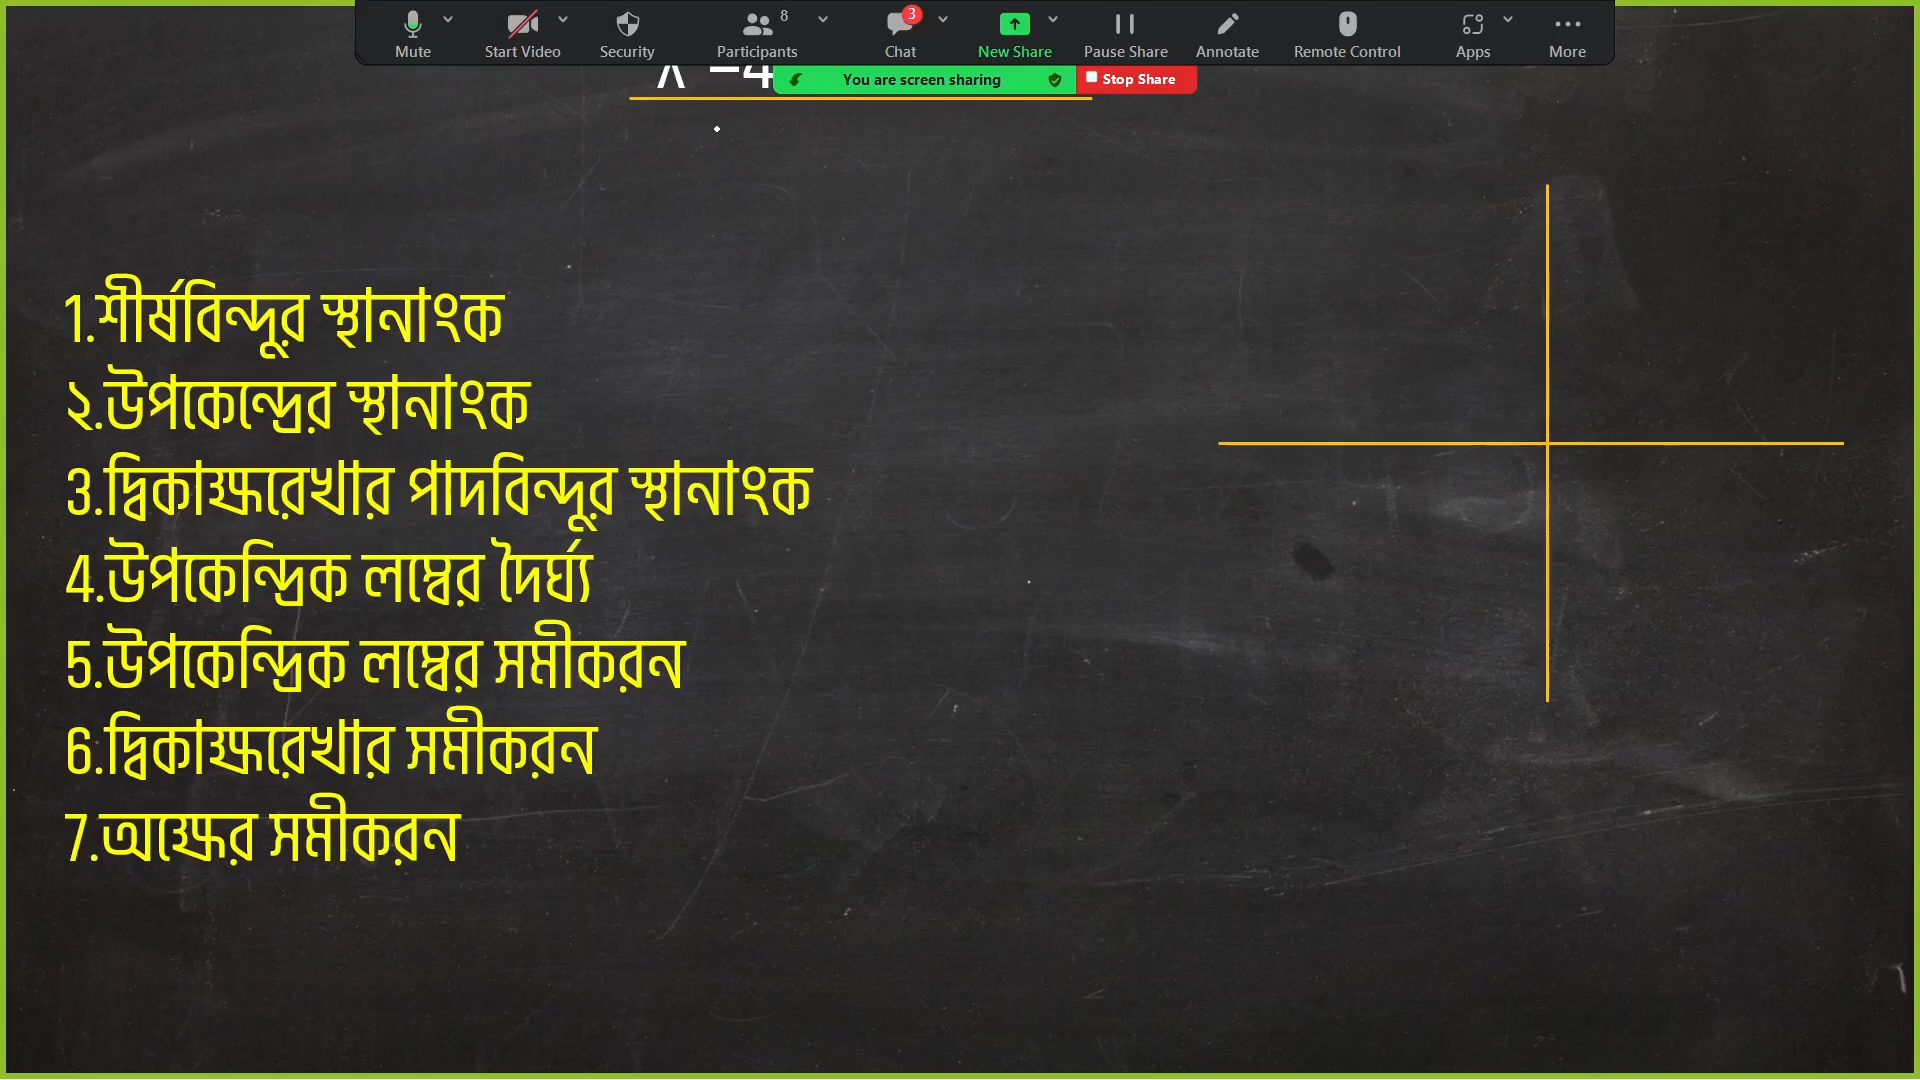 Mute Start Video Security Participants 8 Chat 3 New Share Pause Share Annotate Remote Control Apps More
You are screen sharing Stop Share
1.শীর্ষবিন্দুর স্থানাংক
২.উপকেন্দ্রের স্থানাংক
3.দ্বিকাক্ষরেখার পাদবিন্দুর স্থানাংক
4.উপকেন্দ্রিক লম্বের দৈর্ঘ্য
5.উপকেন্দ্রিক লম্বের সমীকরন
6.দ্বিকাক্ষরেখার সমীকরন
7.অক্ষের সমীকরন